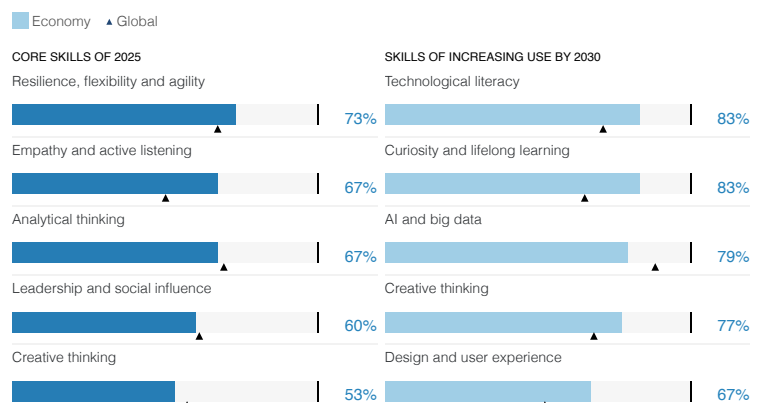 Economy Global
CORE SKILLS OF 2025
Resilience, flexibility and agility
73%
Empathy and active listening
67%
Analytical thinking
67%
Leadership and social influence
60%
Creative thinking
53%
SKILLS OF INCREASING USE BY 2030
Technological literacy
83%
Curiosity and lifelong learning
83%
AI and big data
79%
Creative thinking
77%
Design and user experience
67%